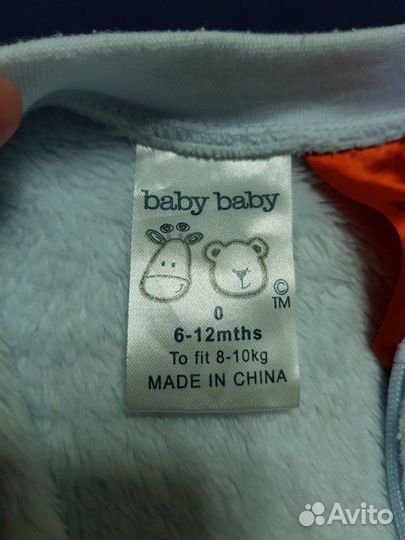 baby baby
© TM
0
6-12mths
To fit 8-10kg
MADE IN CHINA
Avito